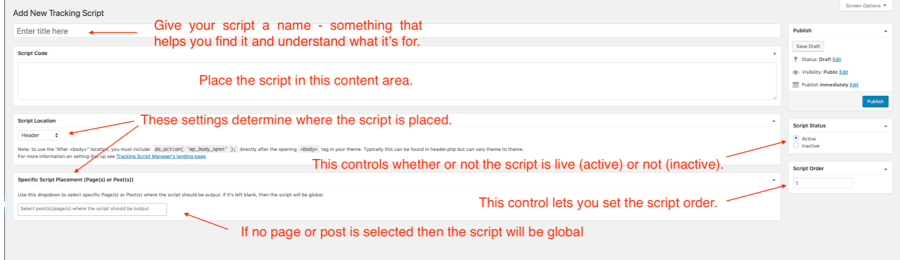 Screen Options ▼
Add New Tracking Script
Enter title here
Give your script a name - something that
helps you find it and understand what it's for.
Script Code
Place the script in this content area.
Script Location
These settings determine where the script is placed.
Header
Note: to use the "After <body>" location, you must include: do_action( 'wp_body_open' ); directly after the opening <body> tag in your theme. Typically this can be found in header.php but can vary theme to theme.
For more information on setting this up see Tracking Script Manager's landing page.
This controls whether or not the script is live (active) or not (inactive).
Specific Script Placement (Page(s) or Post(s))
Use this dropdown to select specific Page(s) or Post(s) where the script should be output. If it's left blank, then the script will be global.
Select post(s)/page(s) where the script should be output
This control lets you set the script order.
If no page or post is selected then the script will be global
Publish
Save Draft
Status: Draft Edit
Visibility: Public Edit
Publish immediately Edit
Publish
Script Status
Active
Inactive
Script Order
1